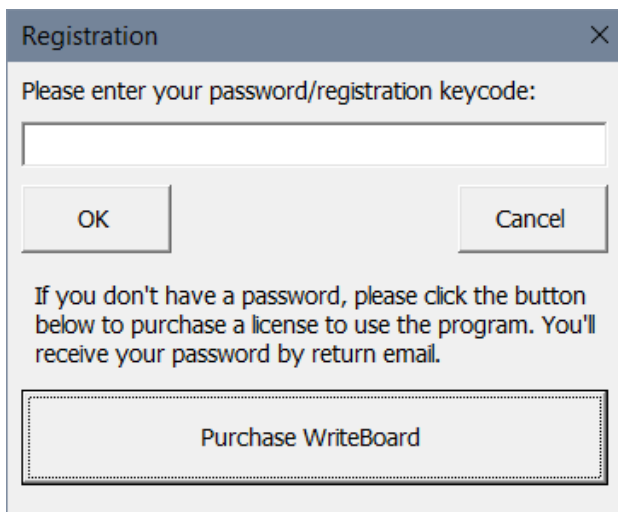 Registration
Please enter your password/registration keycode:
OK
Cancel
If you don't have a password, please click the button
below to purchase a license to use the program. You'll
receive your password by return email.
Purchase WriteBoard